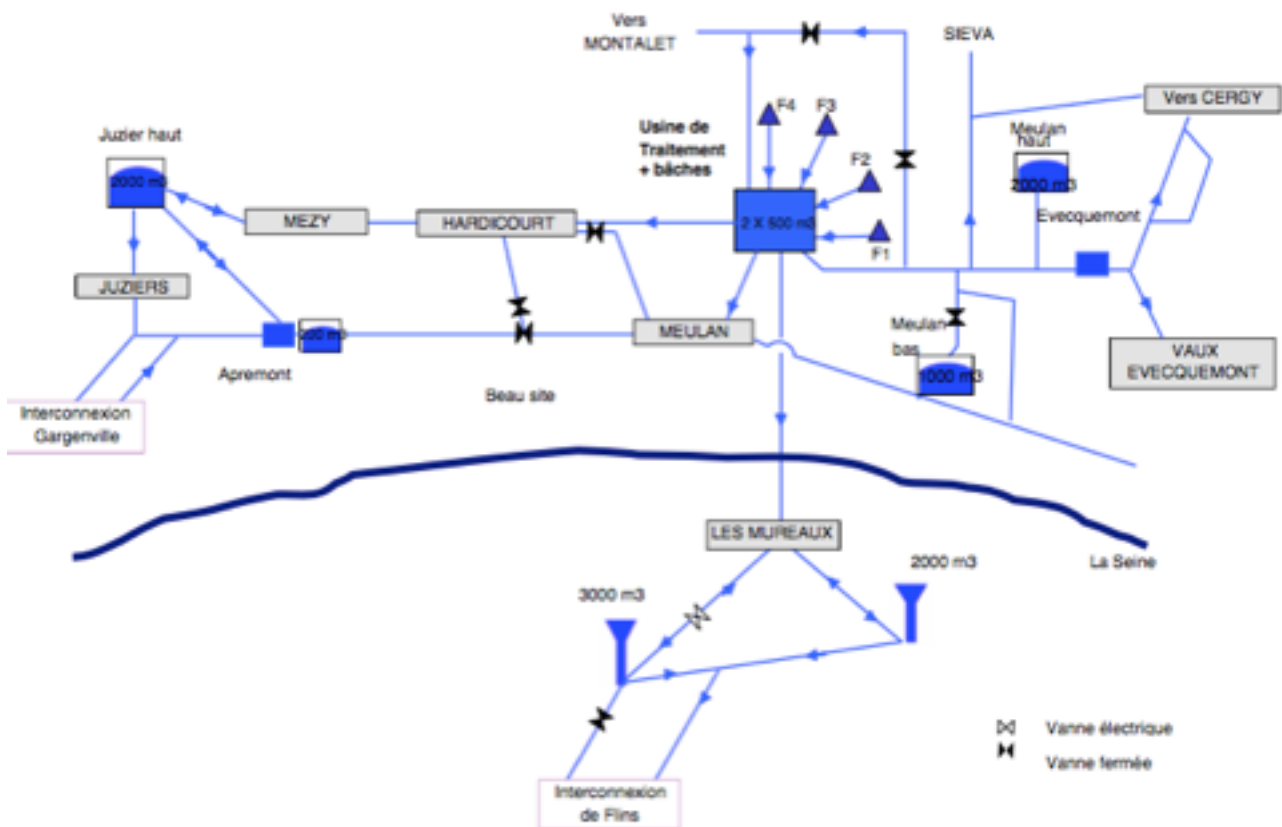 Vers
MONTALET
SIEVA
Vers CERGY
F4
F3
Usine de
Traitement
+ bâches
Juzier haut
2000 m3
Meulan
haut
2000 m3
F2
MEZY
HARDICOURT
2 X 500 m3
Evecquemont
F1
JUZIERS
MEULAN
Meulan
bas
VAUX
EVECQUEMONT
Apremont
1000 m3
Beau site
Interconnexion
Gargenville
LES MUREAUX
La Seine
2000 m3
3000 m3
Vanne électrique
Vanne fermée
Interconnexion
de Flins